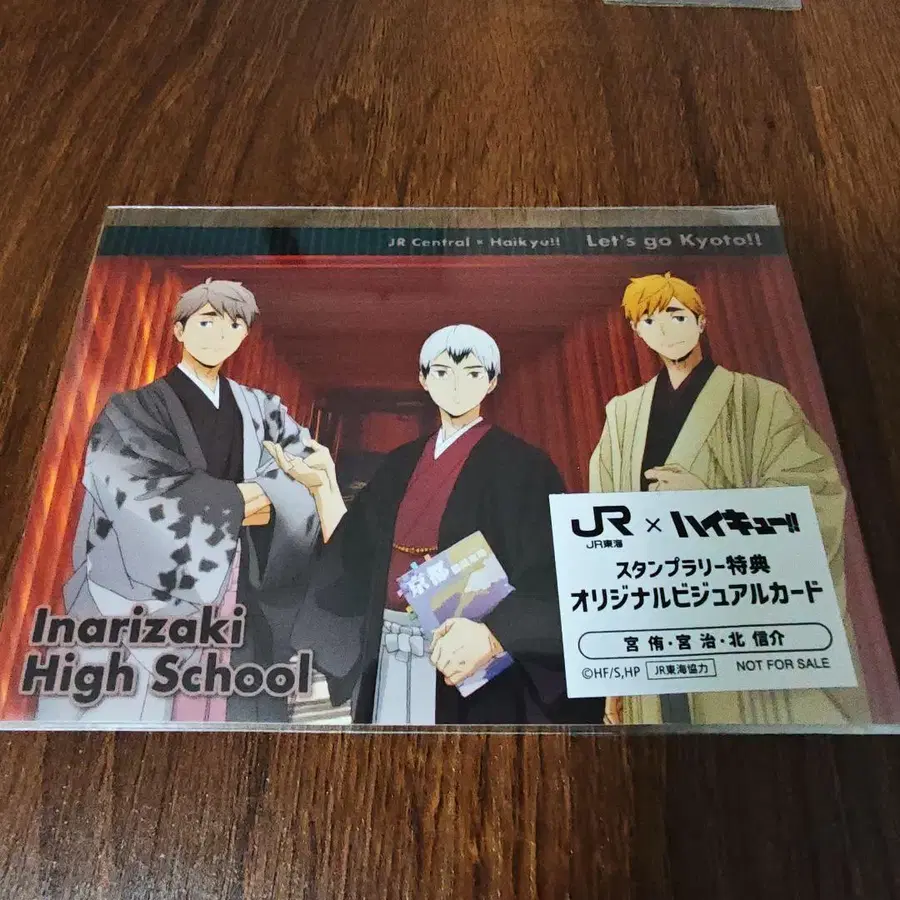 JR Central × Haikyu!! Let's go Kyoto!!
京都
Inarizaki
High School
JR × ハイキュー!!
JR東海
スタンプラリー特典
オリジナルビジュアルカード
宮 侑・宮 治・北 信介
©HF/S,HP JR東海協力 NOT FOR SALE